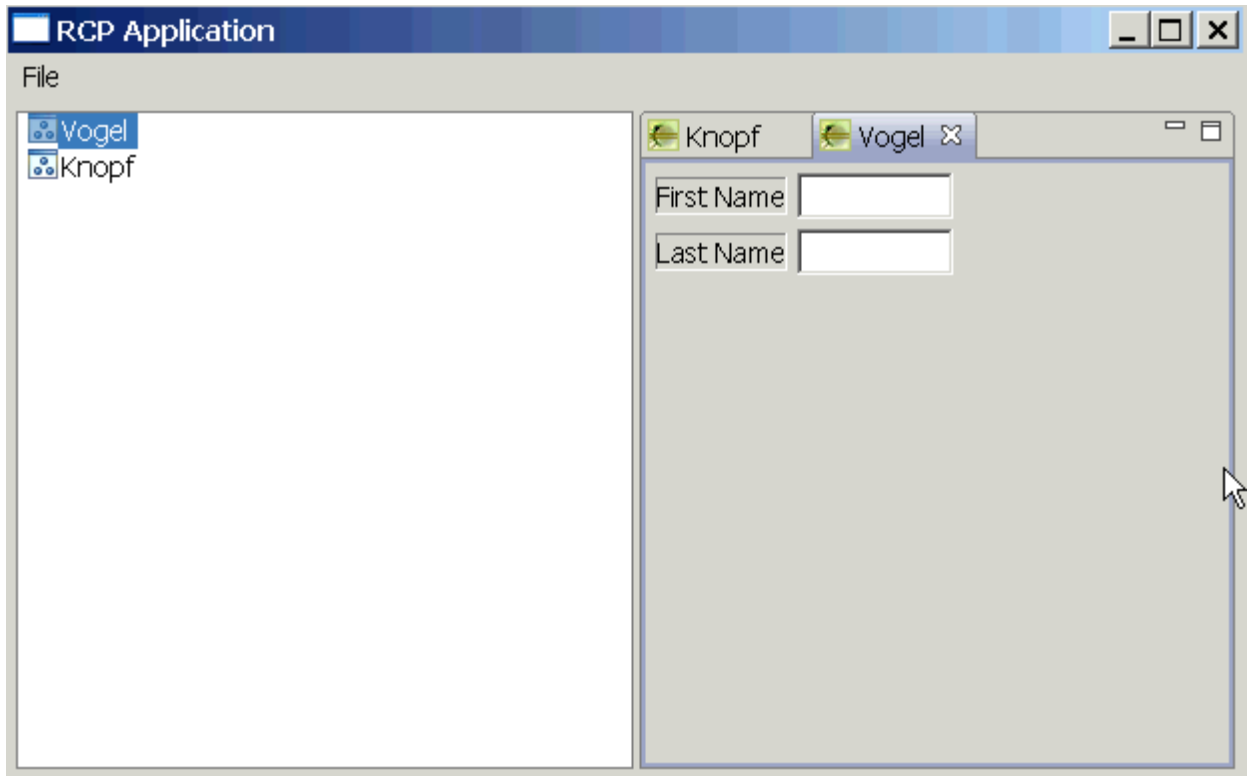 RCP Application
File
Vogel
Knopf
Knopf Vogel
First Name
Last Name